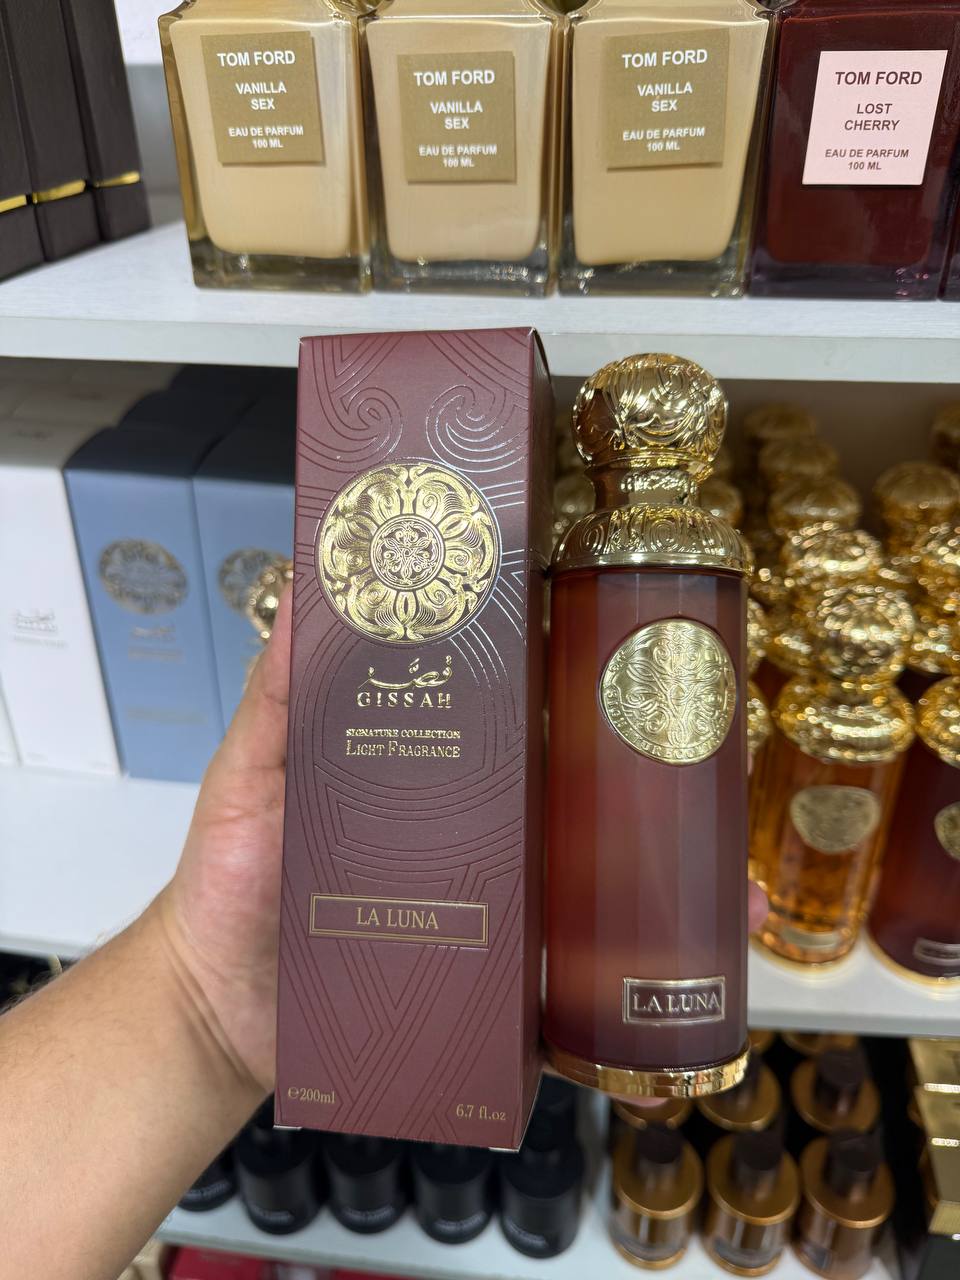 TOM FORD
VANILLA
SEX
EAU DE PARFUM
100 ML
TOM FORD
VANILLA
SEX
EAU DE PARFUM
100 ML
TOM FORD
VANILLA
SEX
EAU DE PARFUM
100 ML
TOM FORD
LOST
CHERRY
EAU DE PARFUM
100 ML
قصّة
GISSAH
SIGNATURE COLLECTION
LIGHT FRAGRANCE
LA LUNA
℮200ml
6.7 fl.oz
LA LUNA